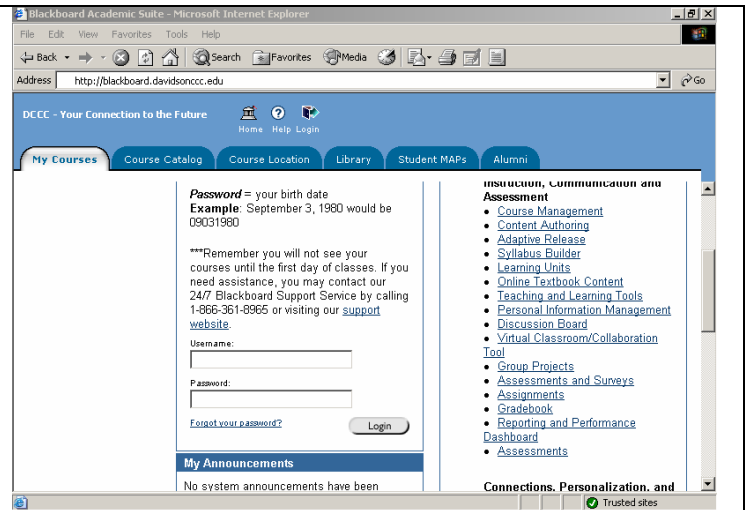 Blackboard Academic Suite - Microsoft Internet Explorer
File Edit View Favorites Tools Help
Back Search Favorites Media
Address http://blackboard.davidsonccc.edu Go
DCCC - Your Connection to the Future
Home Help Login
My Courses Course Catalog Course Location Library Student MAPs Alumni
Password = your birth date
Example: September 3, 1980 would be
09031980
***Remember you will not see your
courses until the first day of classes. If you
need assistance, you may contact our
24/7 Blackboard Support Service by calling
1-866-361-8965 or visiting our support
website.
Username:
Password:
Forgot your password? Login
My Announcements
No system announcements have been
Instruction, Communication and
Assessment
• Course Management
• Content Authoring
• Adaptive Release
• Syllabus Builder
• Learning Units
• Online Textbook Content
• Teaching and Learning Tools
• Personal Information Management
• Discussion Board
• Virtual Classroom/Collaboration
Tool
• Group Projects
• Assessments and Surveys
• Assignments
• Gradebook
• Reporting and Performance
Dashboard
• Assessments
Connections, Personalization, and
Trusted sites